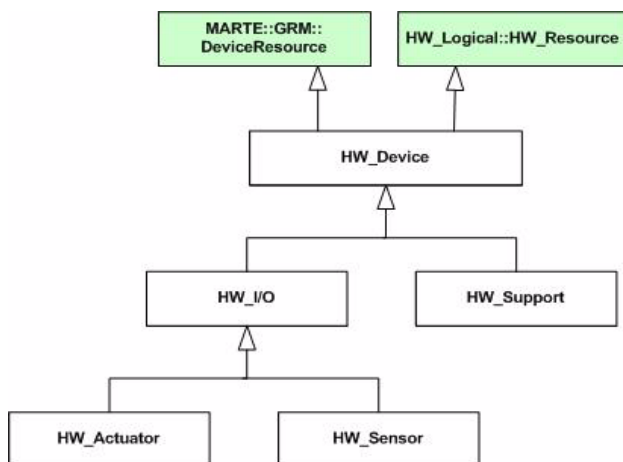 MARTE::GRM::
DeviceResource
HW_Logical::HW_Resource
HW_Device
HW_I/O
HW_Support
HW_Actuator
HW_Sensor